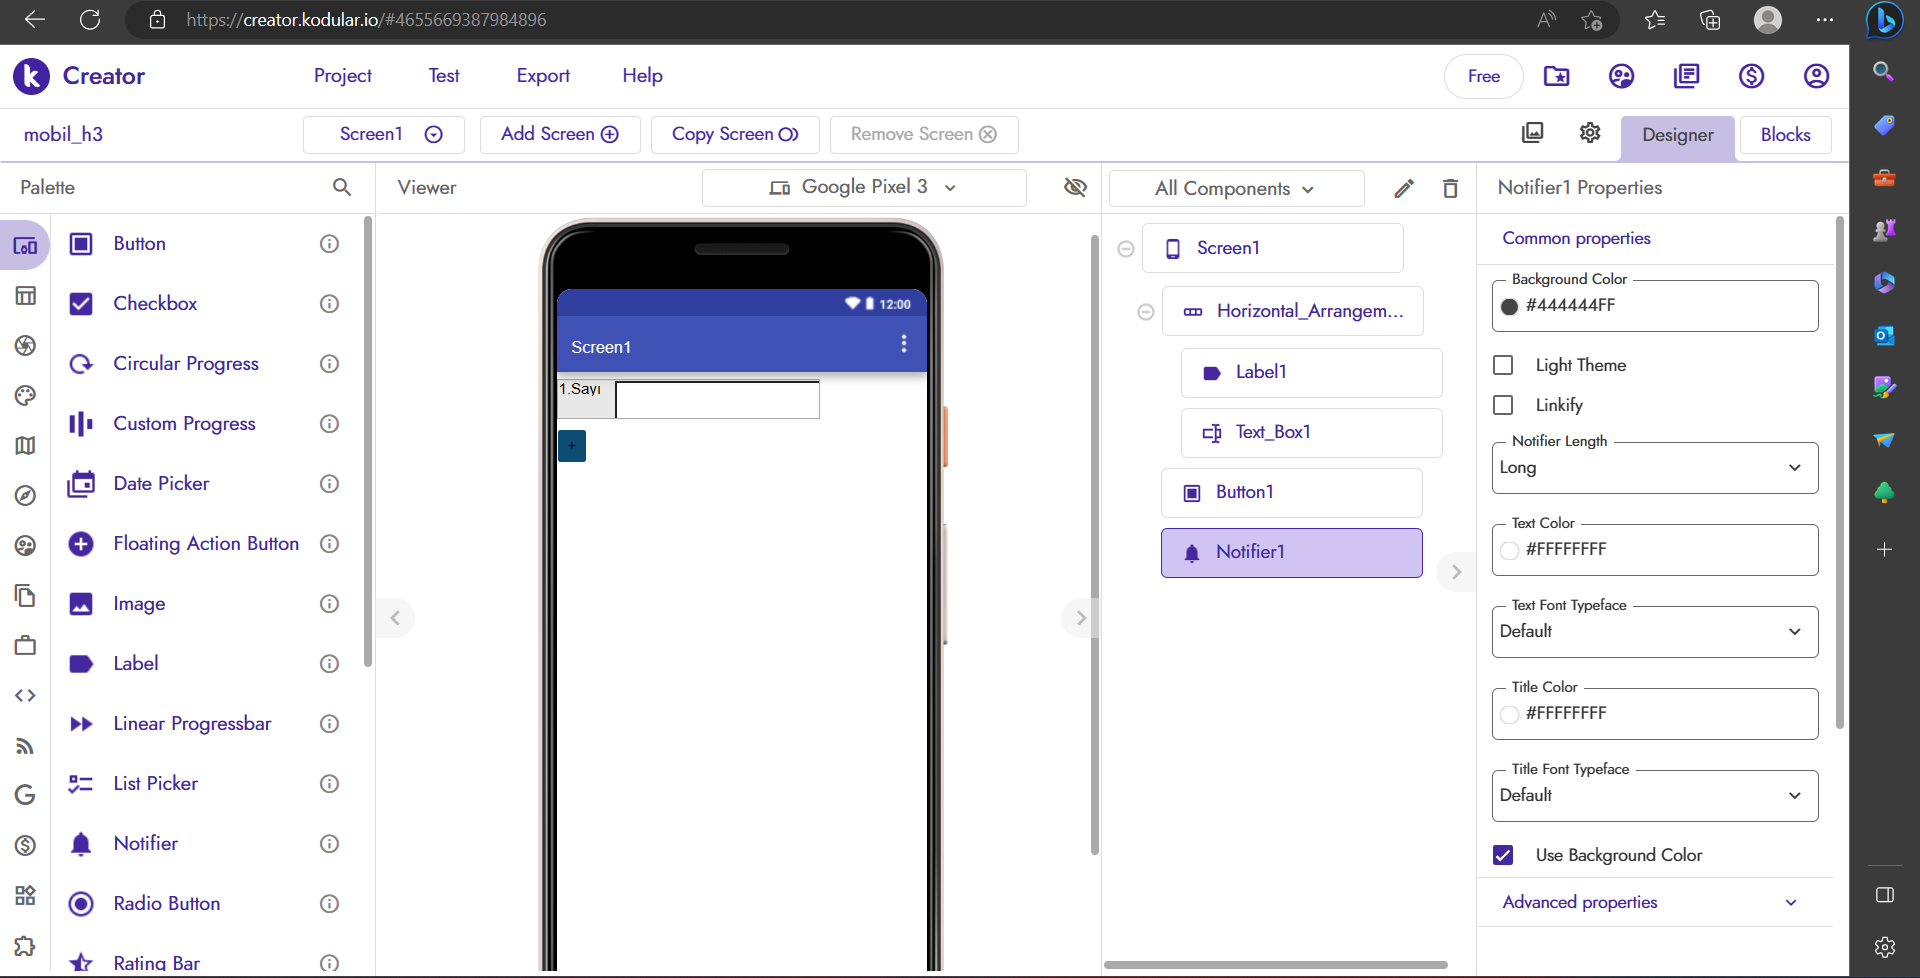 https://creator.kodular.io/#4655669387984896
Creator
Project
Test
Export
Help
Free
mobil_h3
Screen1
Add Screen
Copy Screen
Remove Screen
Designer
Blocks
Palette
Viewer
Google Pixel 3
All Components
Notifier1 Properties
Button
Checkbox
Circular Progress
Custom Progress
Date Picker
Floating Action Button
Image
Label
Linear Progressbar
List Picker
Notifier
Radio Button
Rating Bar
12:00
Screen1
1.Sayı
+
Screen1
Horizontal_Arrangem...
Label1
Text_Box1
Button1
Notifier1
Common properties
Background Color
#444444FF
Light Theme
Linkify
Notifier Length
Long
Text Color
#FFFFFFFF
Text Font Typeface
Default
Title Color
#FFFFFFFF
Title Font Typeface
Default
Use Background Color
Advanced properties